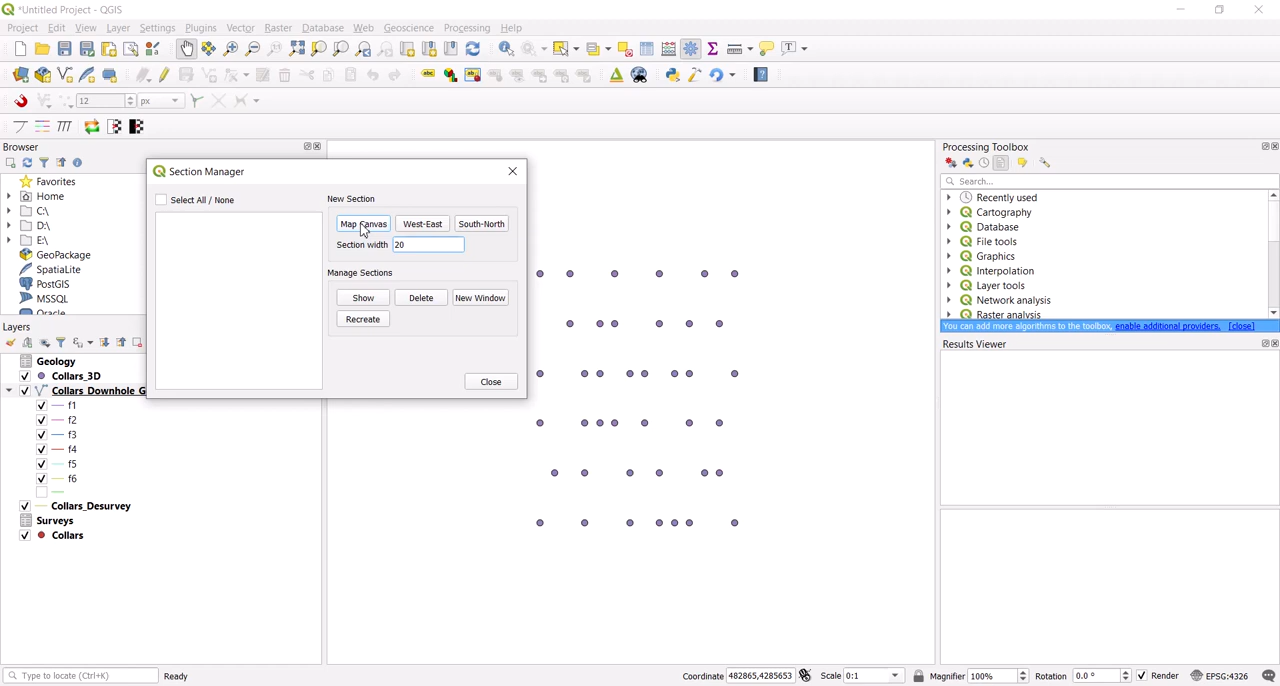 *Untitled Project - QGIS
Project Edit View Layer Settings Plugins Vector Raster Database Web Geoscience Processing Help
12 px
Browser
Favorites
Home
C:\
D:\
E:\
GeoPackage
SpatiaLite
PostGIS
MSSQL
Oracle
Layers
Geology
Collars_3D
Collars_Downhole_G
f1
f2
f3
f4
f5
f6
Collars_Desurvey
Surveys
Collars
Section Manager
Select All / None
New Section
Map Canvas West-East South-North
Section width 20
Manage Sections
Show Delete New Window
Recreate
Close
Processing Toolbox
Search...
Recently used
Cartography
Database
File tools
Graphics
Interpolation
Layer tools
Network analysis
Raster analysis
You can add more algorithms to the toolbox, enable additional providers. [close]
Results Viewer
Type to locate (Ctrl+K) Ready Coordinate 482865,4285653 Scale 0:1 Magnifier 100% Rotation 0.0 ° Render EPSG:4326